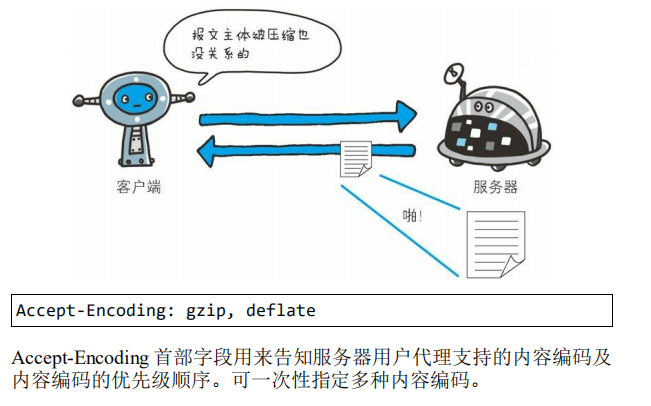 报文主体被压缩也
没关系的
客户端
服务器
啪!
Accept-Encoding: gzip, deflate
Accept-Encoding 首部字段用来告知服务器用户代理支持的内容编码及
内容编码的优先级顺序。可一次性指定多种内容编码。